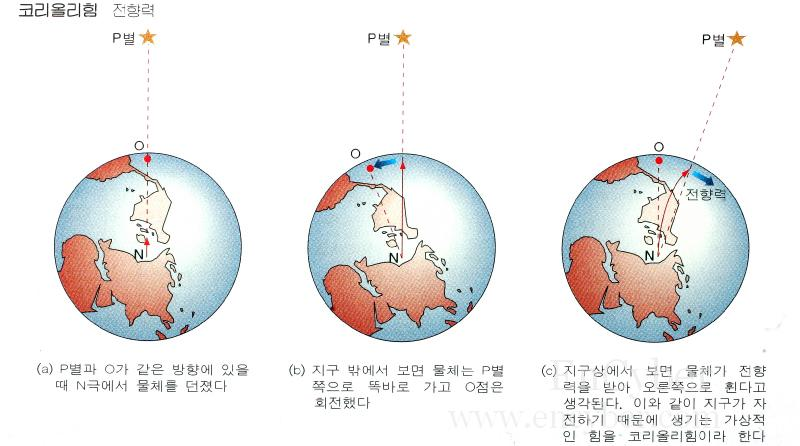 코리올리힘 전향력
P별
P별
P별
O
O
O
전향력
N
N
N
(a) P별과 O가 같은 방향에 있을
때 N극에서 물체를 던졌다
(b) 지구 밖에서 보면 물체는 P별
쪽으로 똑바로 가고 O점은
회전했다
(c) 지구상에서 보면 물체가 전향
력을 받아 오른쪽으로 휜다고
생각된다. 이와 같이 지구가 자
전하기 때문에 생기는 가상적
인 힘을 코리올리힘이라 한다